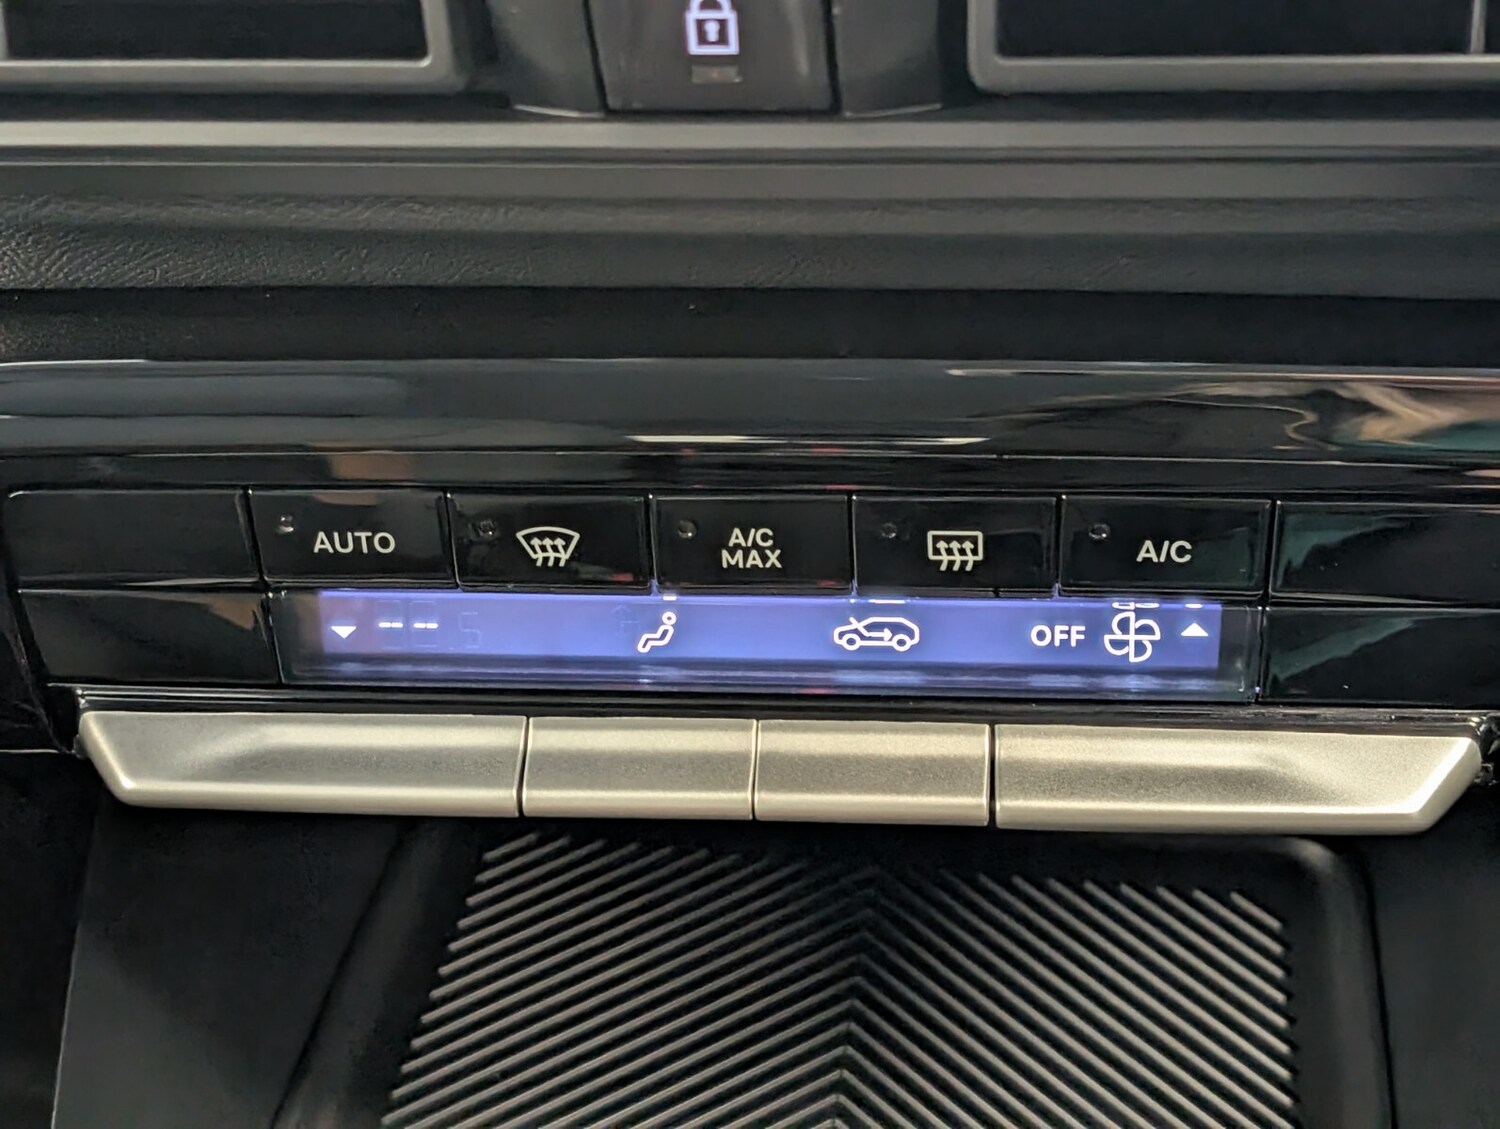 AUTO
A/C
MAX
A/C
-- --
OFF